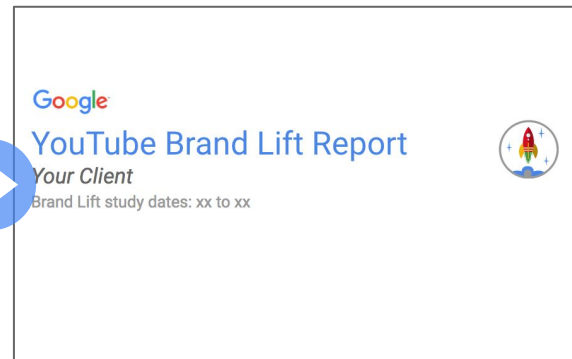 Google
YouTube Brand Lift Report
Your Client
Brand Lift study dates: xx to xx